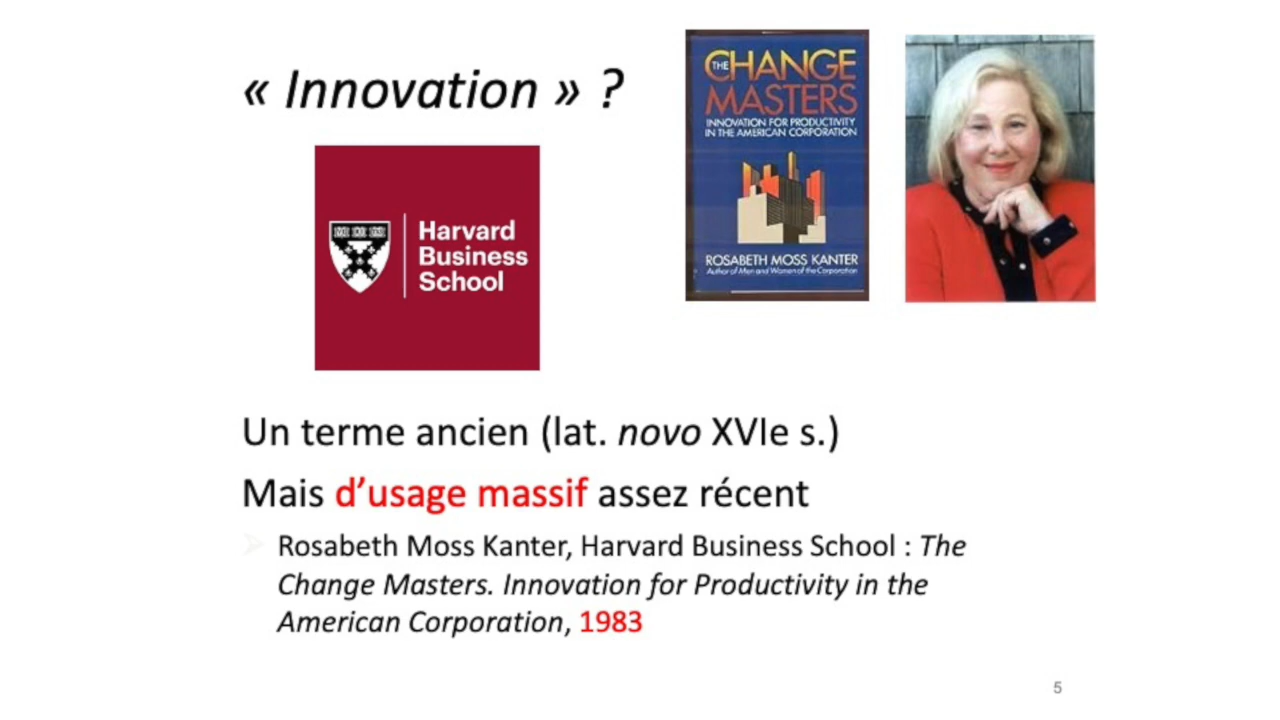 « Innovation » ?
THE CHANGE
MASTERS
INNOVATION FOR PRODUCTIVITY
IN THE AMERICAN CORPORATION
ROSABETH MOSS KANTER
Author of Men and Women of the Corporation
Harvard
Business
School
Un terme ancien (lat. novo XVIe s.)
Mais d’usage massif assez récent
Rosabeth Moss Kanter, Harvard Business School : The
Change Masters. Innovation for Productivity in the
American Corporation, 1983
5